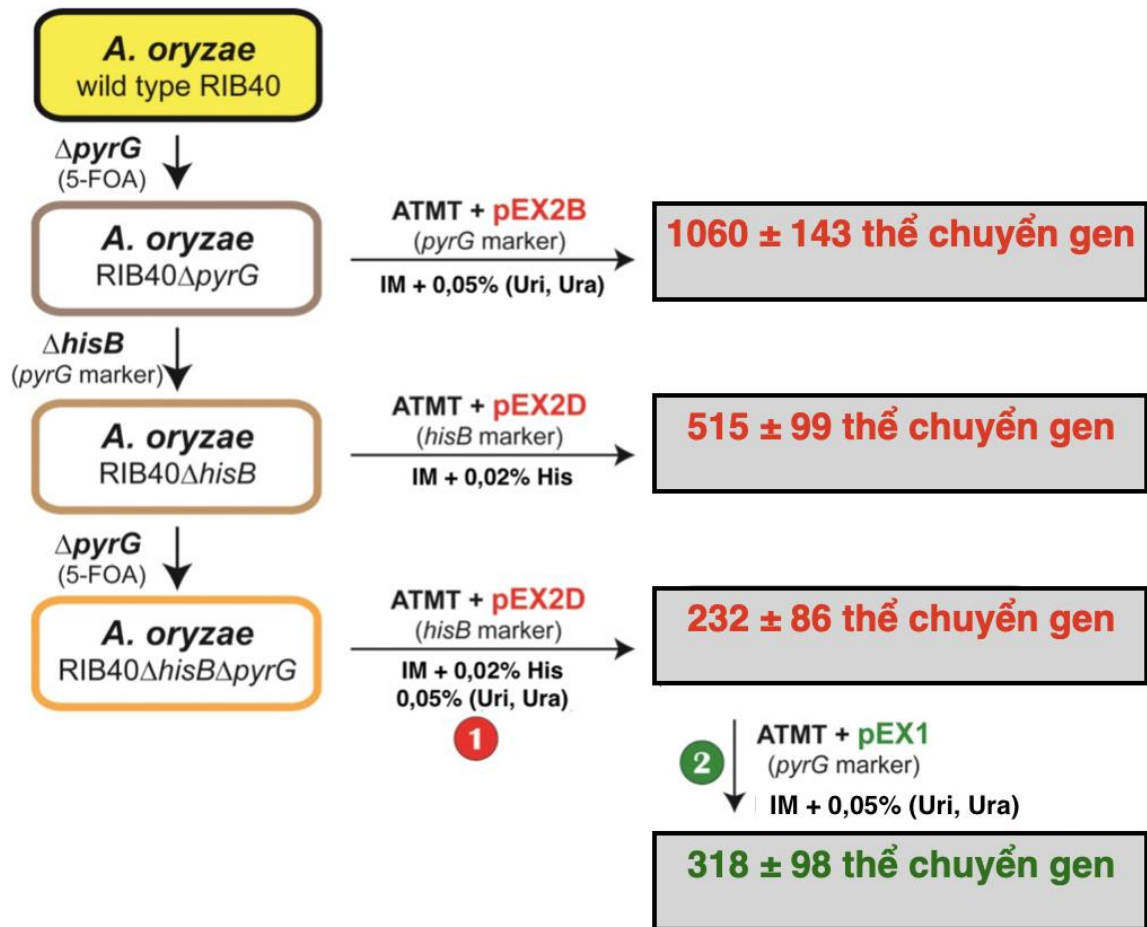 A. oryzae
wild type RIB40
ΔpyrG
(5-FOA)
A. oryzae
RIB40ΔpyrG
ATMT + pEX2B
(pyrG marker)
IM + 0,05% (Uri, Ura)
1060 ± 143 thể chuyển gen
ΔhisB
(pyrG marker)
A. oryzae
RIB40ΔhisB
ATMT + pEX2D
(hisB marker)
IM + 0,02% His
515 ± 99 thể chuyển gen
ΔpyrG
(5-FOA)
A. oryzae
RIB40ΔhisBΔpyrG
ATMT + pEX2D
(hisB marker)
IM + 0,02% His
0,05% (Uri, Ura)
1
232 ± 86 thể chuyển gen
2
ATMT + pEX1
(pyrG marker)
IM + 0,05% (Uri, Ura)
318 ± 98 thể chuyển gen